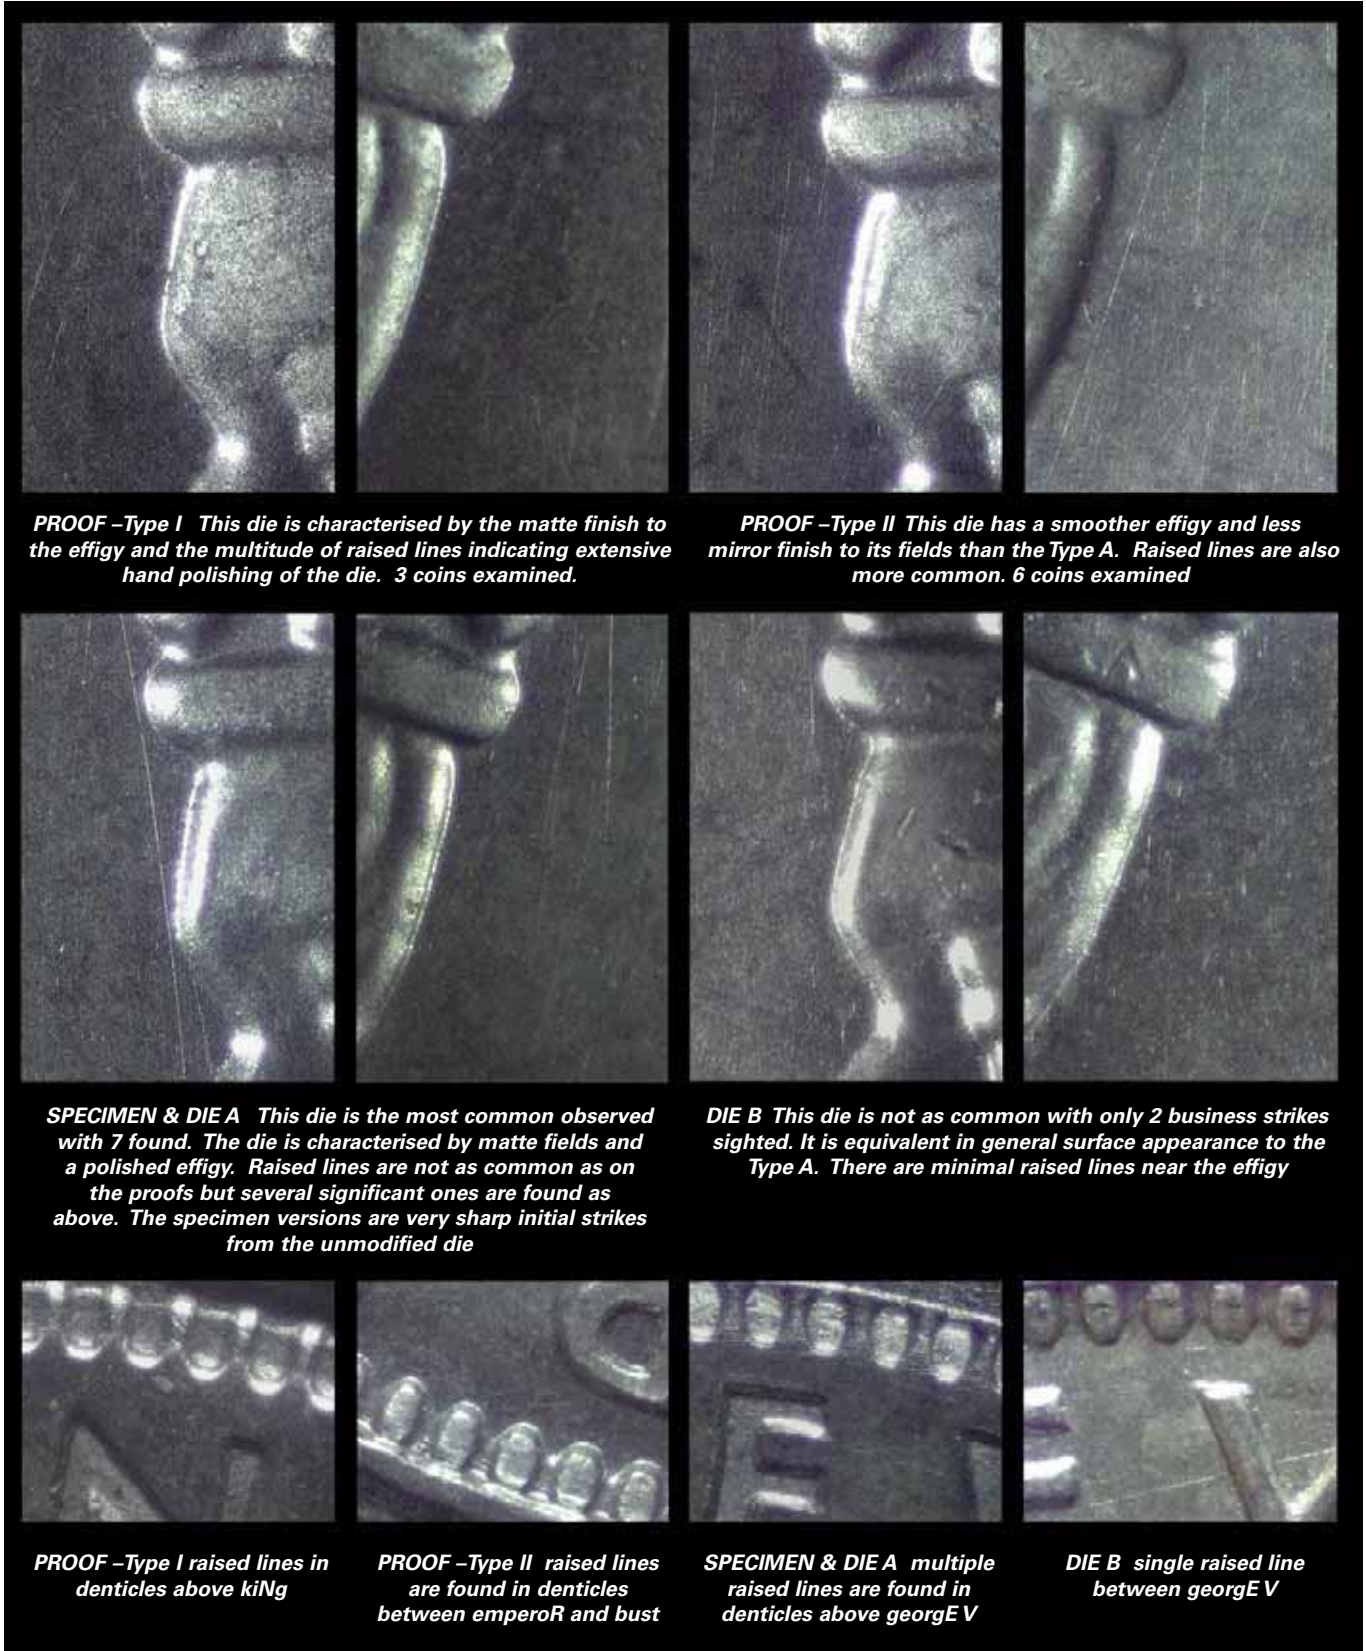 PROOF –Type I This die is characterised by the matte finish to
the effigy and the multitude of raised lines indicating extensive
hand polishing of the die. 3 coins examined.
PROOF –Type II This die has a smoother effigy and less
mirror finish to its fields than the Type A. Raised lines are also
more common. 6 coins examined
SPECIMEN & DIE A This die is the most common observed
with 7 found. The die is characterised by matte fields and
a polished effigy. Raised lines are not as common as on
the proofs but several significant ones are found as
above. The specimen versions are very sharp initial strikes
from the unmodified die
DIE B This die is not as common with only 2 business strikes
sighted. It is equivalent in general surface appearance to the
Type A. There are minimal raised lines near the effigy
PROOF –Type I raised lines in
denticles above kiNg
PROOF –Type II raised lines
are found in denticles
between emperoR and bust
SPECIMEN & DIE A multiple
raised lines are found in
denticles above georgE V
DIE B single raised line
between georgE V